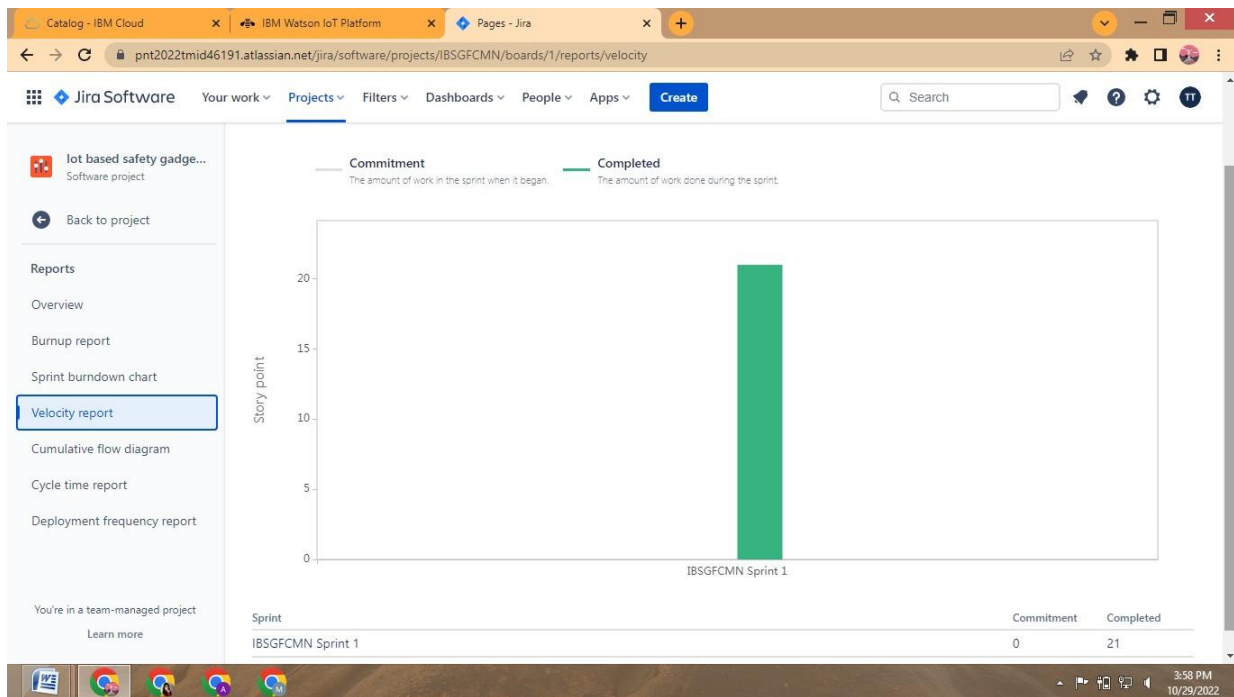 Catalog - IBM Cloud
IBM Watson IoT Platform
Pages - Jira
pnt2022tmid46191.atlassian.net/jira/software/projects/IBSGFCMN/boards/1/reports/velocity
Jira Software Your work Projects Filters Dashboards People Apps Create Search TT
Iot based safety gadge...
Software project
Back to project
Reports
Overview
Burnup report
Sprint burndown chart
Velocity report
Cumulative flow diagram
Cycle time report
Deployment frequency report
You're in a team-managed project
Learn more
Commitment
The amount of work in the sprint when it began.
Completed
The amount of work done during the sprint.
Story point
20
15
10
5
0
IBSGFCMN Sprint 1
Sprint Commitment Completed
IBSGFCMN Sprint 1 0 21
3:58 PM
10/29/2022